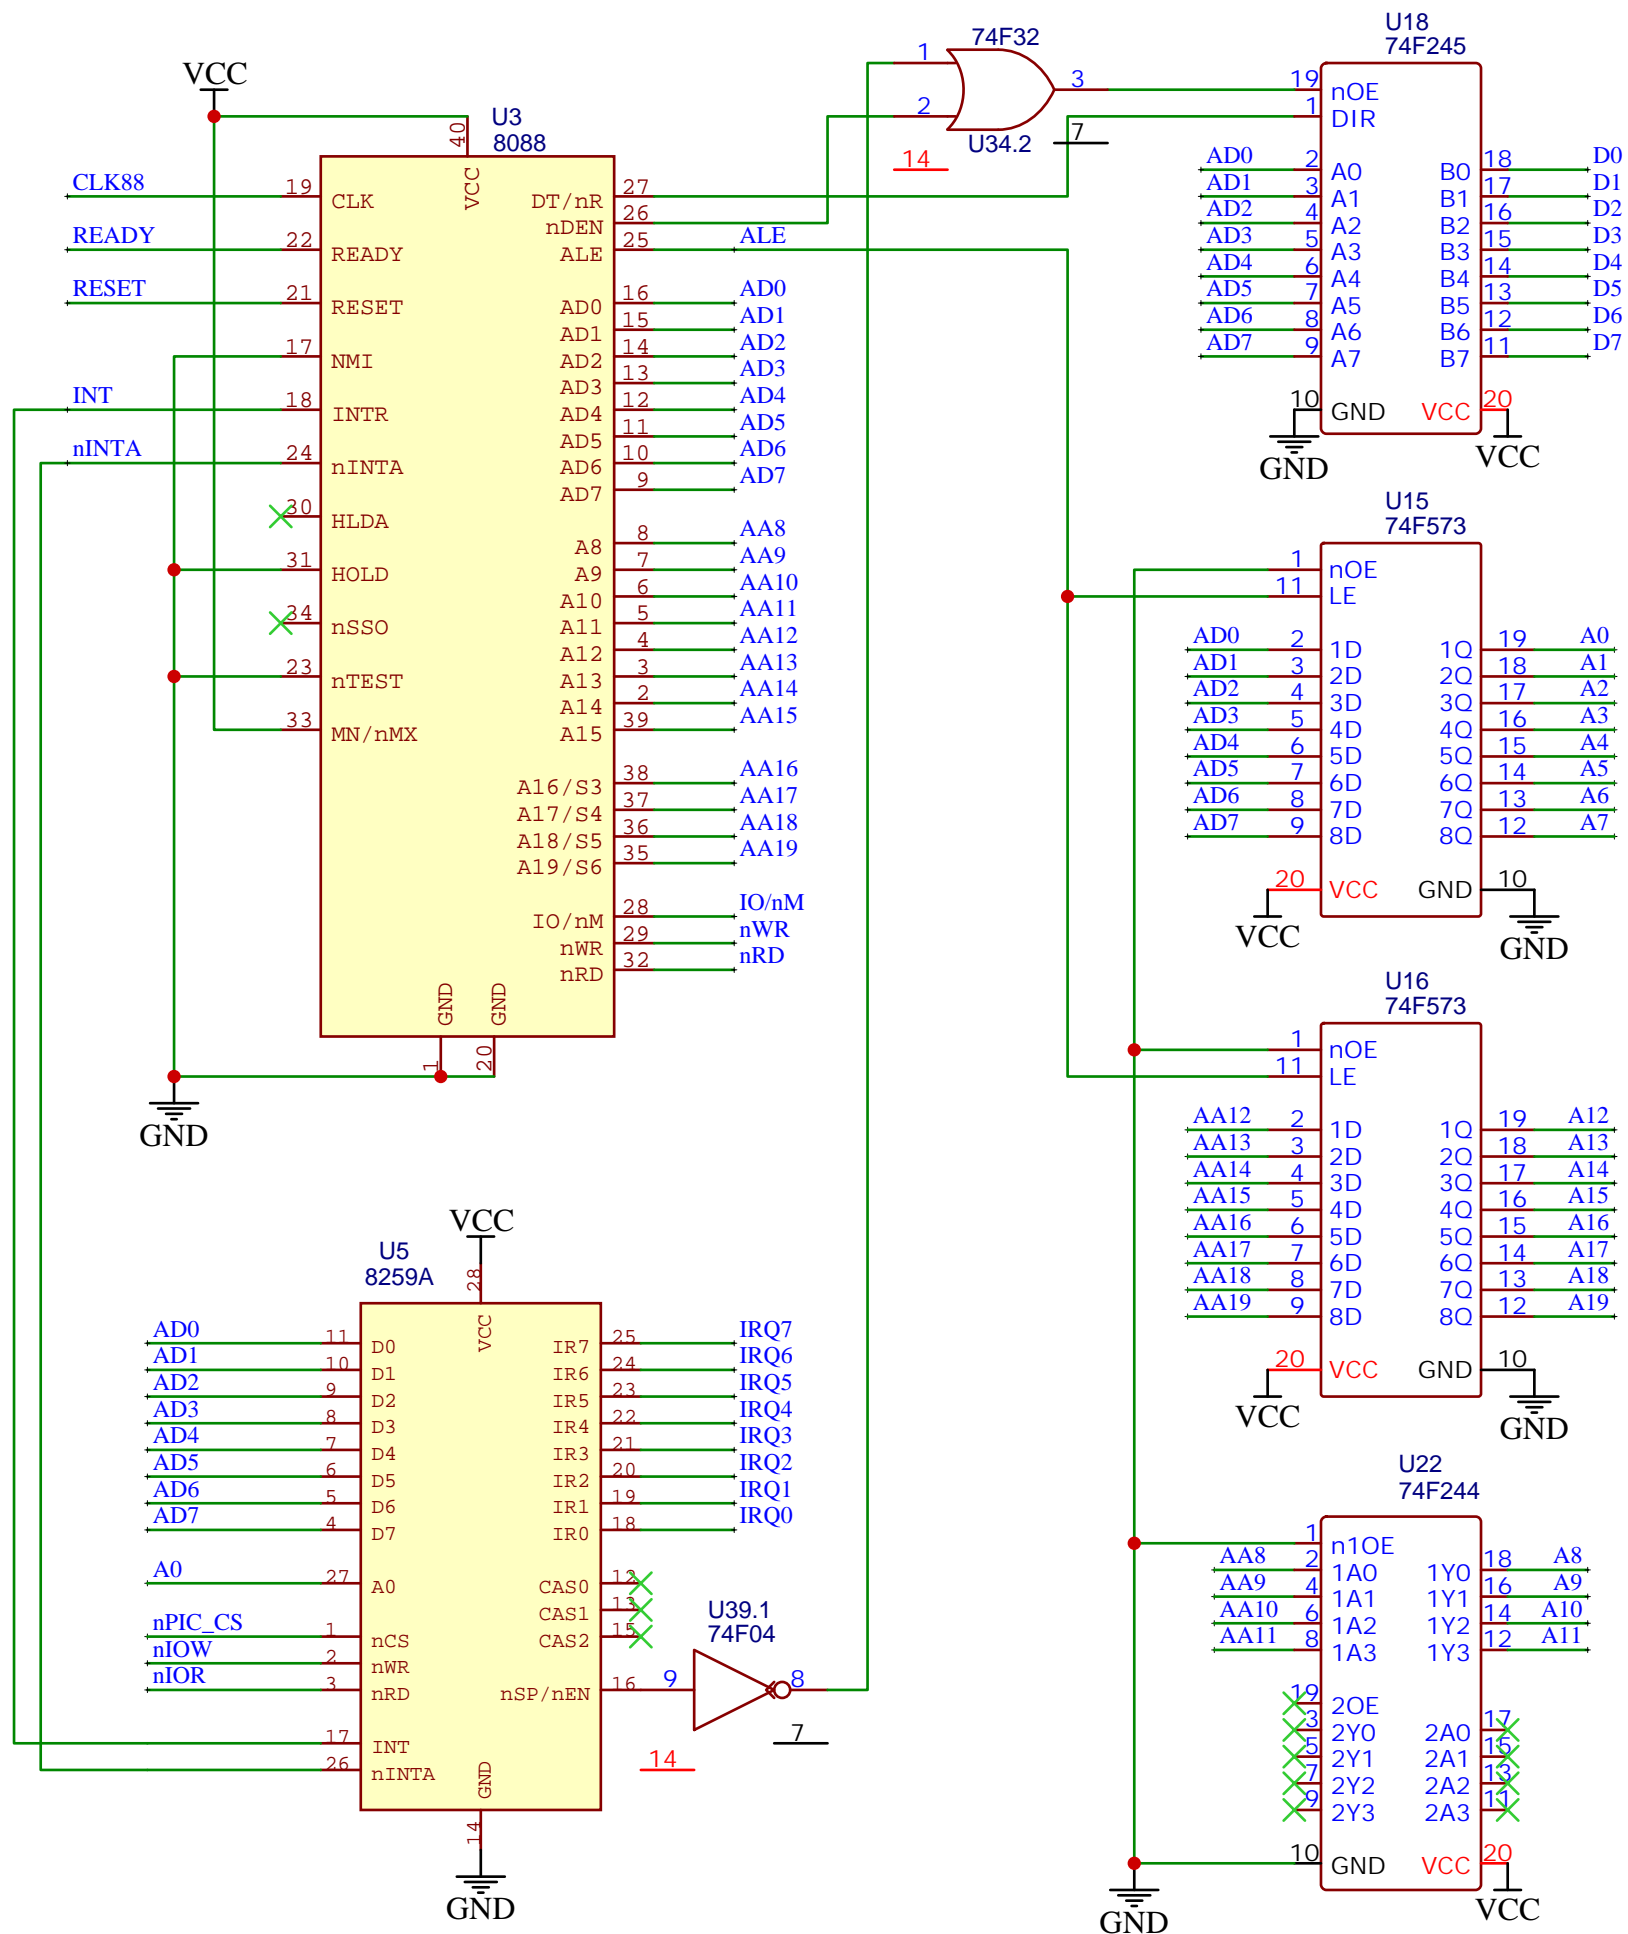 VCC
U3
8088
40
VCC
CLK88
19
CLK
READY
22
READY
RESET
21
RESET
17
NMI
INT
18
INTR
nINTA
24
nINTA
30
HLDA
31
HOLD
34
nSSO
23
nTEST
33
MN/nMX
DT/nR
27
nDEN
26
ALE
25
ALE
AD0
16
AD0
AD1
15
AD1
AD2
14
AD2
AD3
13
AD3
AD4
12
AD4
AD5
11
AD5
AD6
10
AD6
AD7
9
AD7
A8
8
AA8
A9
7
AA9
A10
6
AA10
A11
5
AA11
A12
4
AA12
A13
3
AA13
A14
2
AA14
A15
39
AA15
A16/S3
38
AA16
A17/S4
37
AA17
A18/S5
36
AA18
A19/S6
35
AA19
IO/nM
28
IO/nM
nWR
29
nWR
nRD
32
nRD
GND
GND
1
20
GND
74F32
1
2
3
U34.2
7
14
U18
74F245
19
nOE
1
DIR
AD0
2
A0
B0
18
D0
AD1
3
A1
B1
17
D1
AD2
4
A2
B2
16
D2
AD3
5
A3
B3
15
D3
AD4
6
A4
B4
14
D4
AD5
7
A5
B5
13
D5
AD6
8
A6
B6
12
D6
AD7
9
A7
B7
11
D7
10
GND
VCC
20
GND
VCC
U15
74F573
1
nOE
11
LE
AD0
2
1D
1Q
19
A0
AD1
3
2D
2Q
18
A1
AD2
4
3D
3Q
17
A2
AD3
5
4D
4Q
16
A3
AD4
6
5D
5Q
15
A4
AD5
7
6D
6Q
14
A5
AD6
8
7D
7Q
13
A6
AD7
9
8D
8Q
12
A7
20
VCC
GND
10
VCC
GND
U16
74F573
1
nOE
11
LE
AA12
2
1D
1Q
19
A12
AA13
3
2D
2Q
18
A13
AA14
4
3D
3Q
17
A14
AA15
5
4D
4Q
16
A15
AA16
6
5D
5Q
15
A16
AA17
7
6D
6Q
14
A17
AA18
8
7D
7Q
13
A18
AA19
9
8D
8Q
12
A19
20
VCC
GND
10
VCC
GND
VCC
U5
8259A
28
VCC
AD0
11
D0
AD1
10
D1
AD2
9
D2
AD3
8
D3
AD4
7
D4
AD5
6
D5
AD6
5
D6
AD7
4
D7
A0
27
A0
nPIC_CS
1
nCS
nIOW
2
nWR
nIOR
3
nRD
17
INT
26
nINTA
IR7
25
IRQ7
IR6
24
IRQ6
IR5
23
IRQ5
IR4
22
IRQ4
IR3
21
IRQ3
IR2
20
IRQ2
IR1
19
IRQ1
IR0
18
IRQ0
CAS0
12
CAS1
13
CAS2
15
nSP/nEN
16
GND
14
GND
U39.1
74F04
9
8
7
14
U22
74F244
1
n1OE
AA8
2
1A0
1Y0
18
A8
AA9
4
1A1
1Y1
16
A9
AA10
6
1A2
1Y2
14
A10
AA11
8
1A3
1Y3
12
A11
19
2OE
3
2Y0
2A0
17
5
2Y1
2A1
15
7
2Y2
2A2
13
9
2Y3
2A3
11
10
GND
VCC
20
GND
VCC